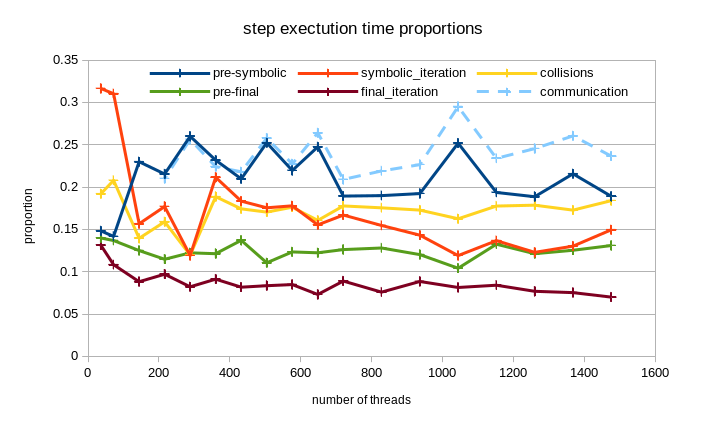 step exectution time proportions
0.35
pre-symbolic symbolic_iteration collisions
pre-final final_iteration communication
0.3
0.25
0.2
0.15
0.1
0.05
0
proportion
0 200 400 600 800 1000 1200 1400 1600
number of threads